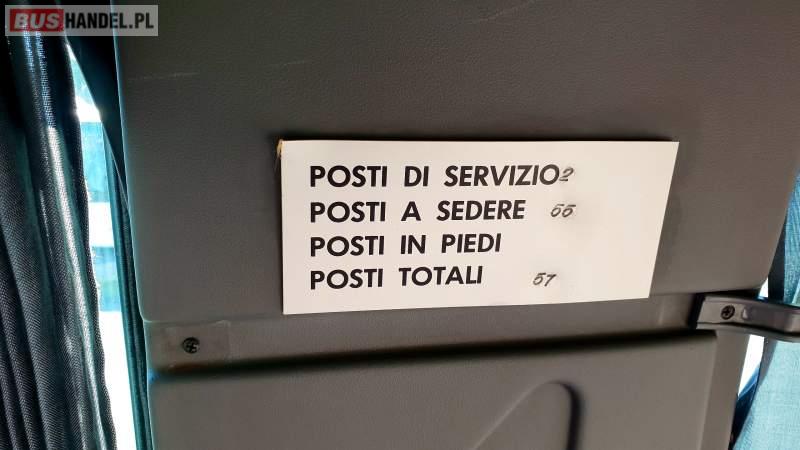 BUSHANDEL.PL
POSTI DI SERVIZIO 2
POSTI A SEDERE 55
POSTI IN PIEDI
POSTI TOTALI 57